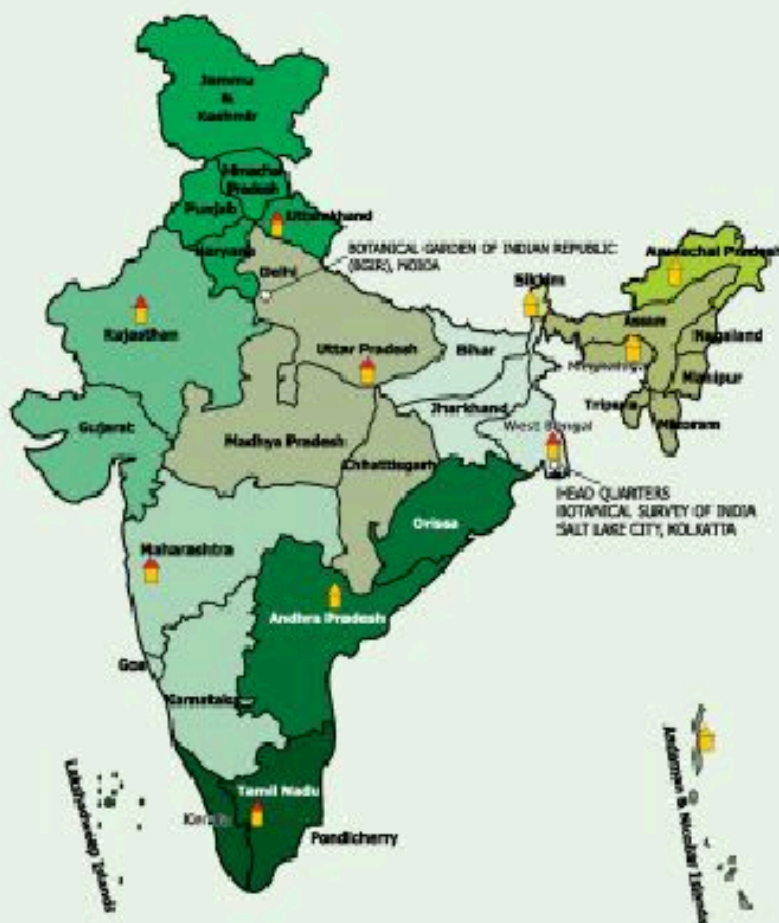 Jammu
&
Kashmir
Himachal
Pradesh
Punjab
Uttarakhand
Haryana
Delhi
BOTANICAL GARDEN OF INDIAN REPUBLIC
(BGIR), NOIDA
Arunachal Pradesh
Sikkim
Rajasthan
Assam
Nagaland
Uttar Pradesh
Bihar
Meghalaya
Manipur
Jharkhand
Tripura
Mizoram
Gujarat
West Bengal
Madhya Pradesh
Chhattisgarh
HEAD QUARTERS
BOTANICAL SURVEY OF INDIA
SALT LAKE CITY, KOLKATTA
Orissa
Maharashtra
Andhra Pradesh
Goa
Karnataka
Tamil Nadu
Kerala
Pondicherry
Lakshadweep Islands
Andaman & Nicobar Islands